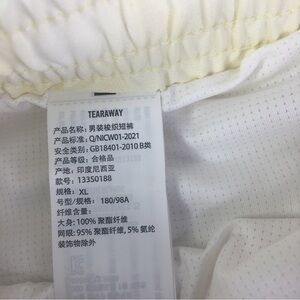 TEARAWAY
产品名称: 男装梭织短裤
产品标准: Q/NICW01-2021
安全类别: GB18401-2010 B类
产品等级: 合格品
产地: 印度尼西亚
款号: 13350188
规格: XL
号型/规格: 180/98A
纤维含量:
大身: 100% 聚酯纤维
网眼: 95% 聚酯纤维, 5% 氨纶
装饰物除外